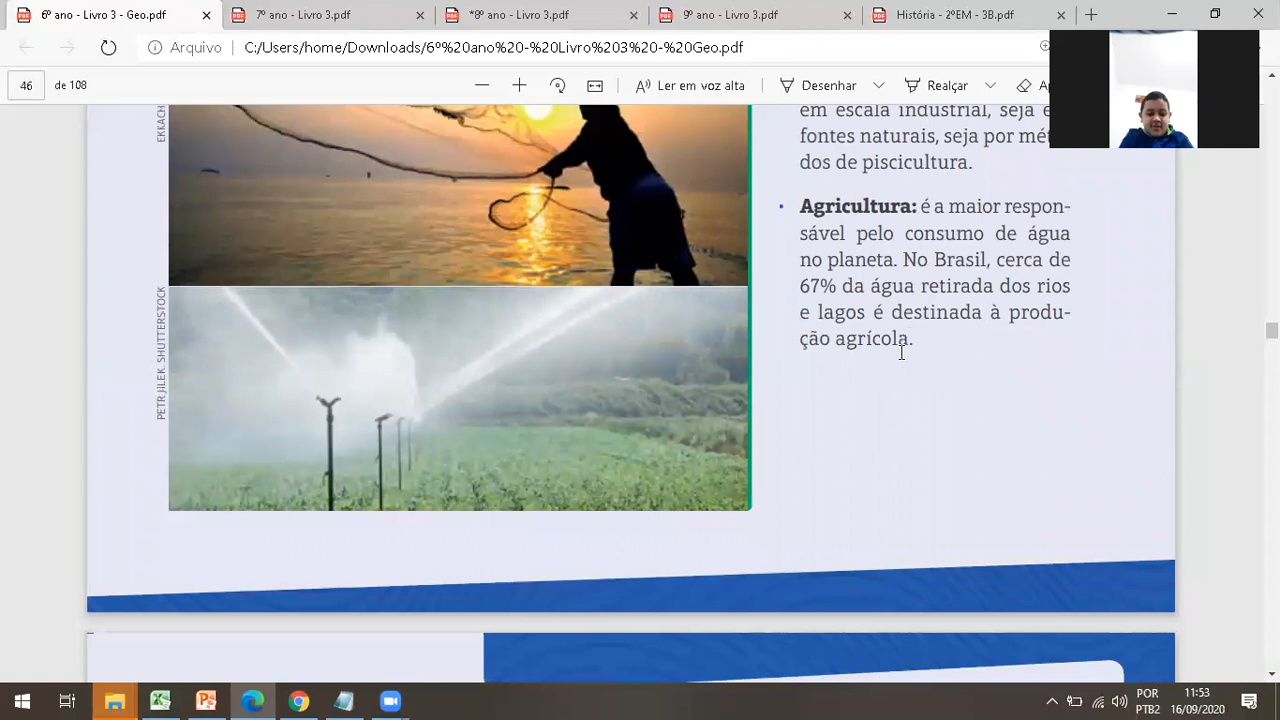 6º ano - Livro 3 - Geo.pdf
7º ano - Livro 3.pdf
*8º ano - Livro 3.pdf
9º ano - Livro 3.pdf
História - 2ºEM - 3B.pdf
Arquivo
C:/Users/home/Downloads/6º%20ano%20-%20Livro%203%20-%20Geo.pdf
46 de 108
Ler em voz alta
Desenhar
Realçar
EKKACH
em escala industrial, seja e
fontes naturais, seja por mét
dos de piscicultura.
• Agricultura: é a maior respon-
sável pelo consumo de água
no planeta. No Brasil, cerca de
67% da água retirada dos rios
e lagos é destinada à produ-
ção agrícola.
PETR JILEK. SHUTTERSTOCK
POR
PTB2
11:53
16/09/2020